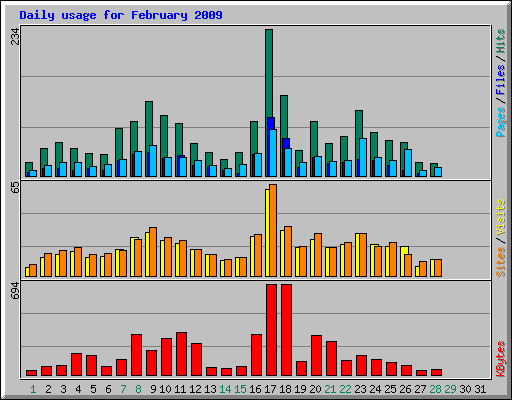 Daily usage for February 2009
234
Pages / Files / Hits
65
Sites / Visits
694
KBytes
1 2 3 4 5 6 7 8 9 10 11 12 13 14 15 16 17 18 19 20 21 22 23 24 25 26 27 28 29 30 31